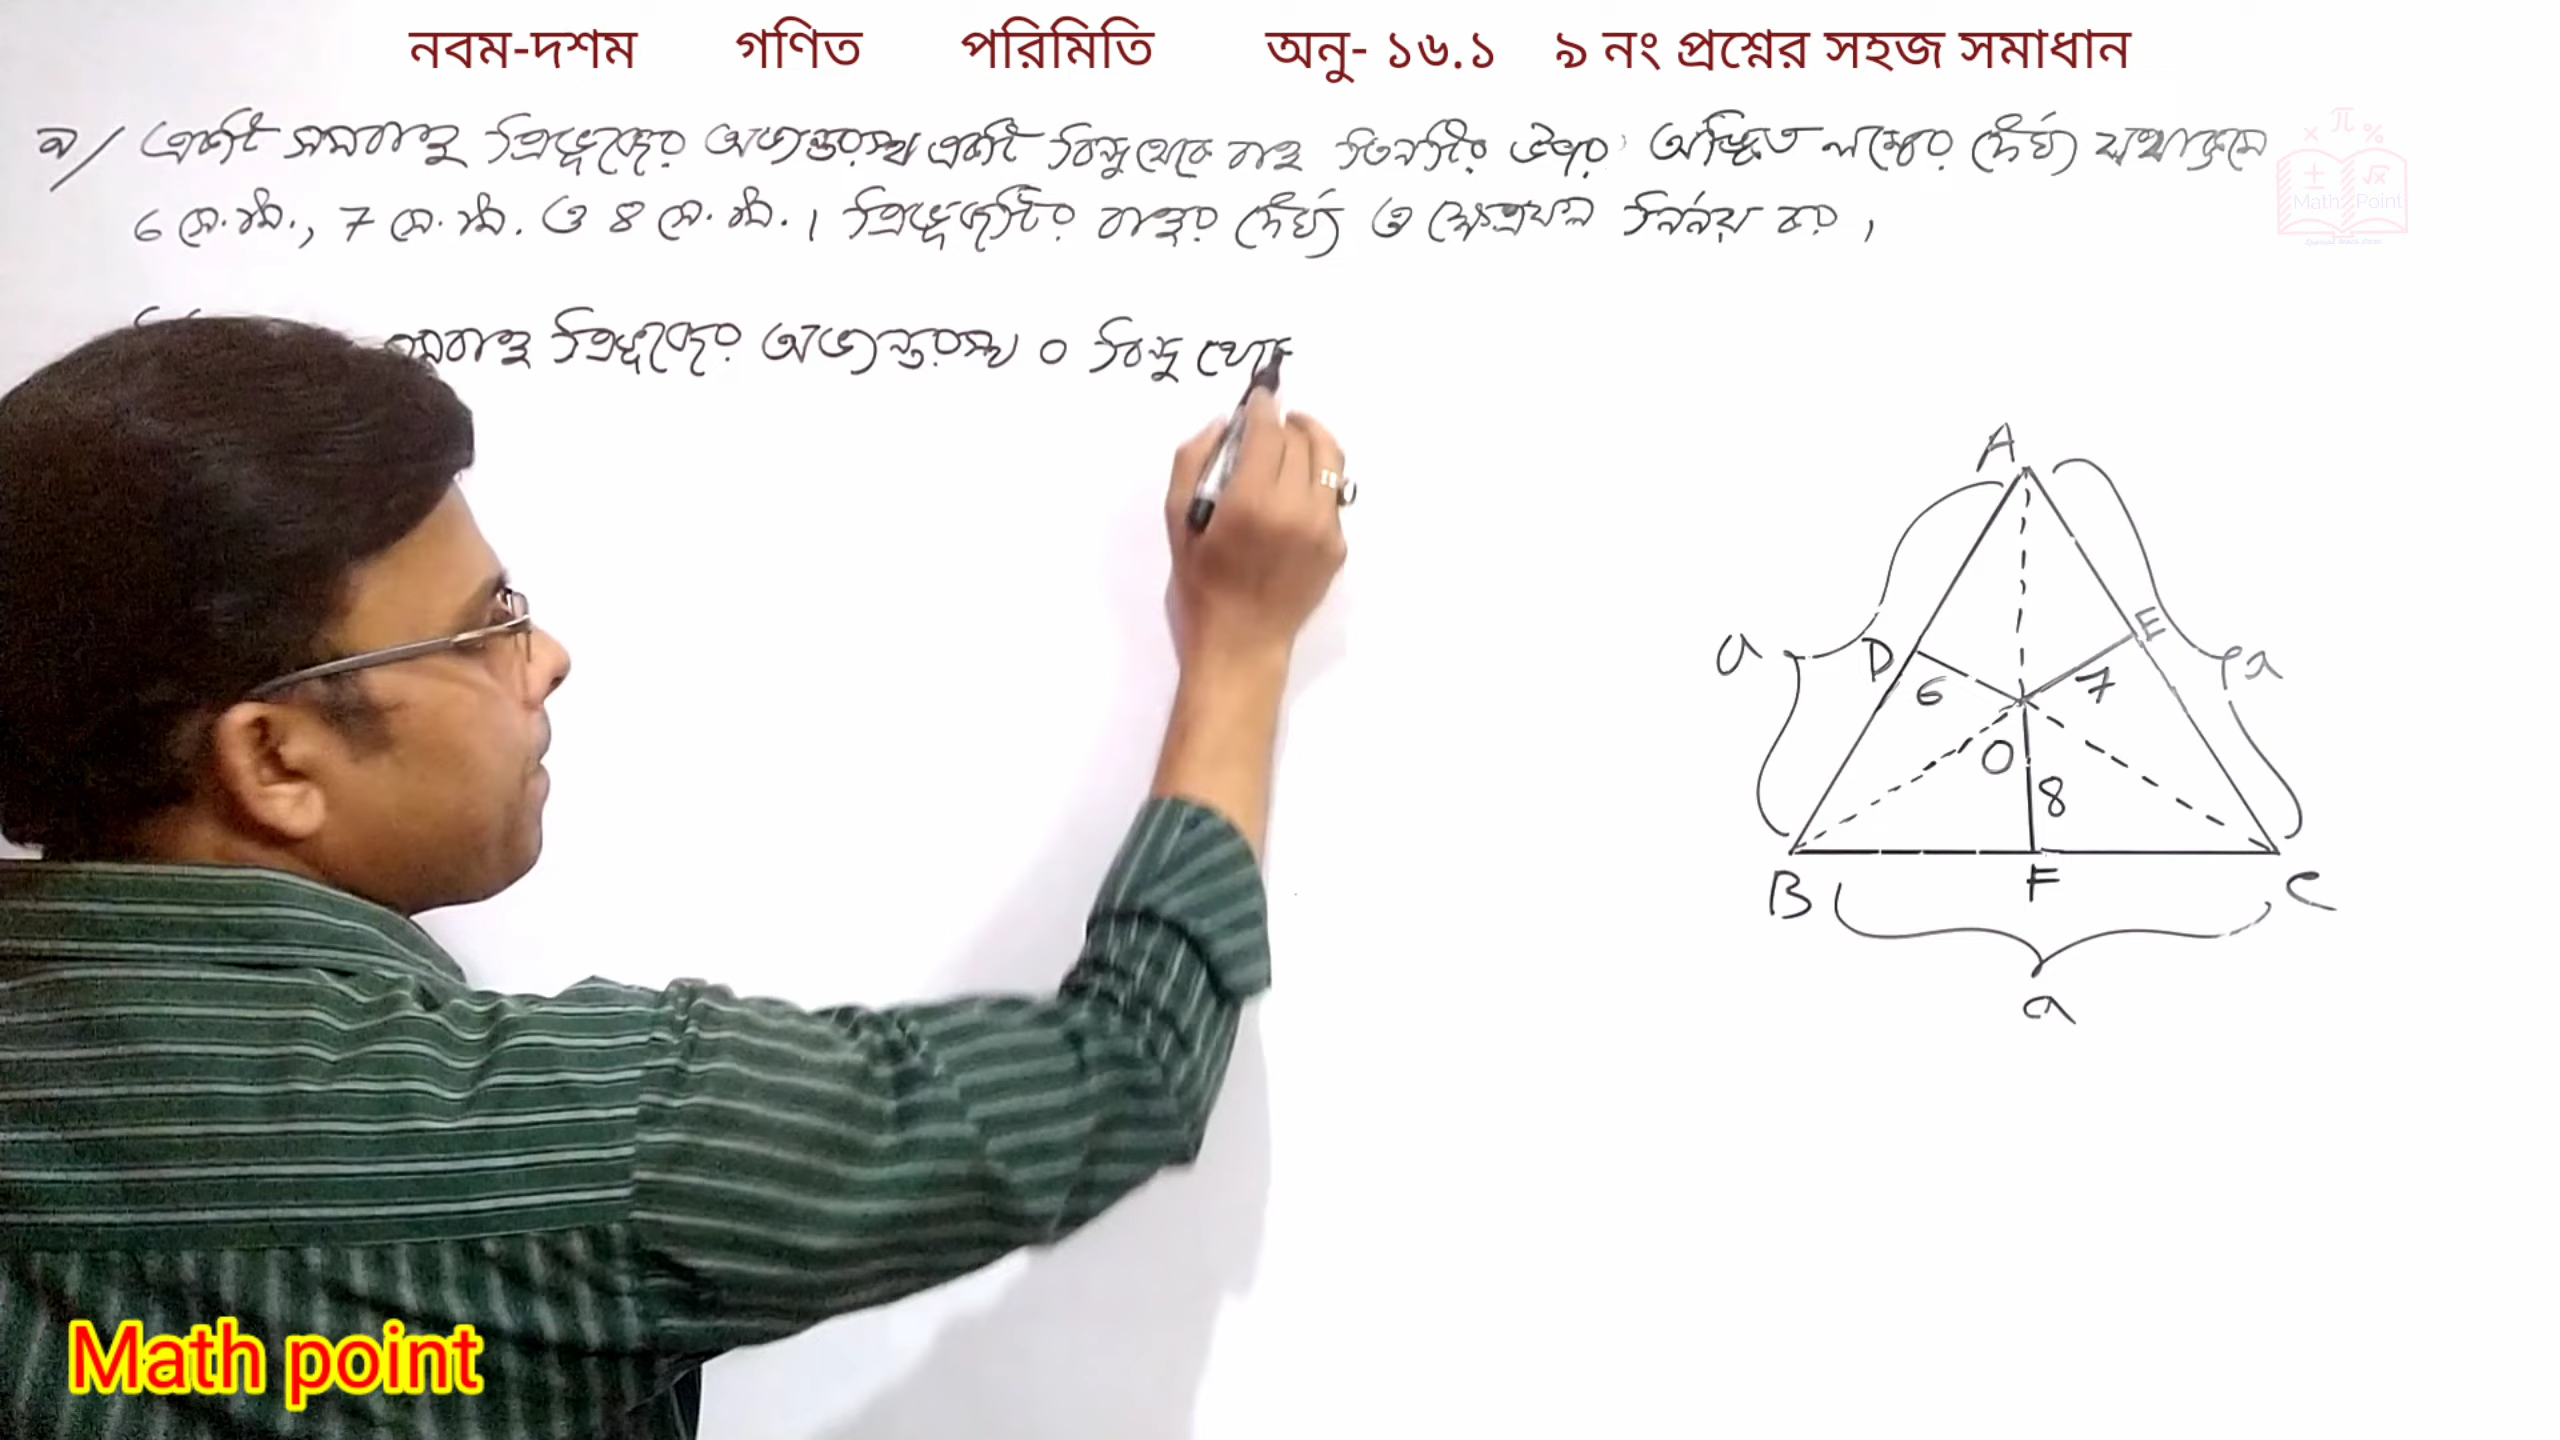 নবম-দশম গণিত পরিমিতি অনু- ১৬.১ ৯ নং প্রশ্নের সহজ সমাধান
৯/ একটি সমবাহু ত্রিভুজের অভ্যন্তরস্থ একটি বিন্দু থেকে বাহু তিনটির উপর অঙ্কিত লম্বের দৈর্ঘ্য যথাক্রমে
6 সে.মি., 7 সে.মি. ও 8 সে.মি.। ত্রিভুজটির বাহুর দৈর্ঘ্য ও ক্ষেত্রফল নির্ণয় কর।
× π %
± √x
Math Point
সমবাহু ত্রিভুজের অভ্যন্তরস্থ O বিন্দু থেকে
A
a D E a
6 7
O
8
B F C
a
Math point